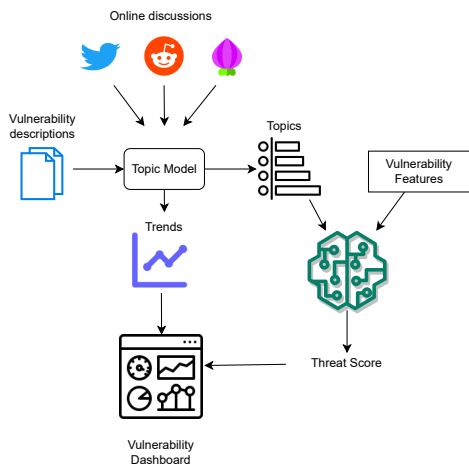 Online discussions
Vulnerability
descriptions
Topic Model
Topics
Vulnerability
Features
Trends
Threat Score
Vulnerability
Dashboard